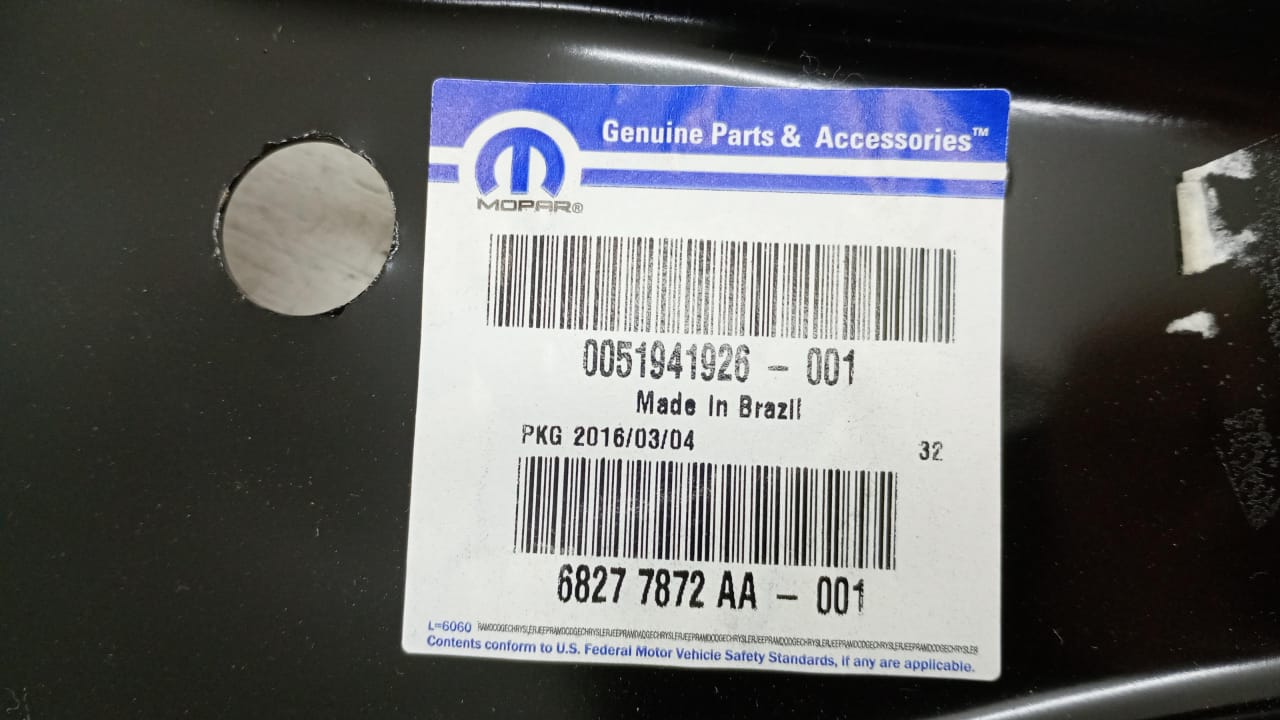 Genuine Parts & Accessories™
MOPAR®
0051941926 - 001
Made In Brazil
PKG 2016/03/04
32
6827 7872 AA - 001
L=6060
Contents conform to U.S. Federal Motor Vehicle Safety Standards, if any are applicable.